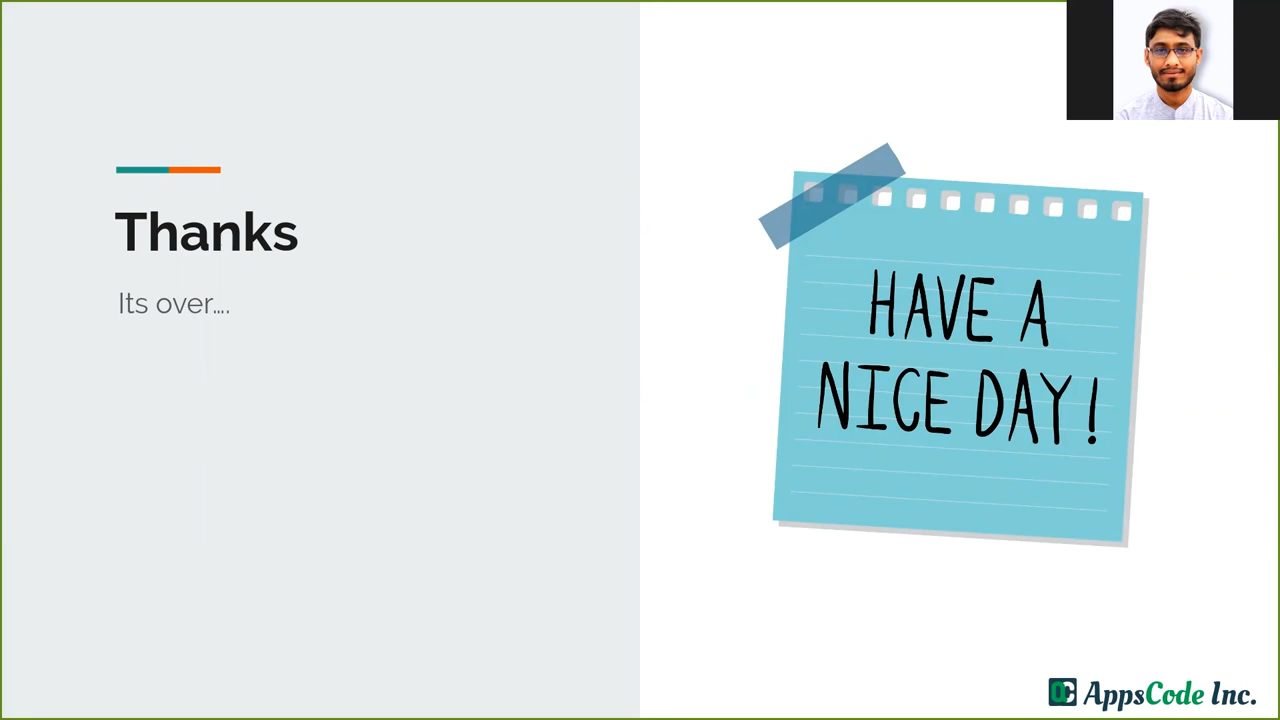 Thanks
Its over....
HAVE A
NICE DAY!
AppsCode Inc.